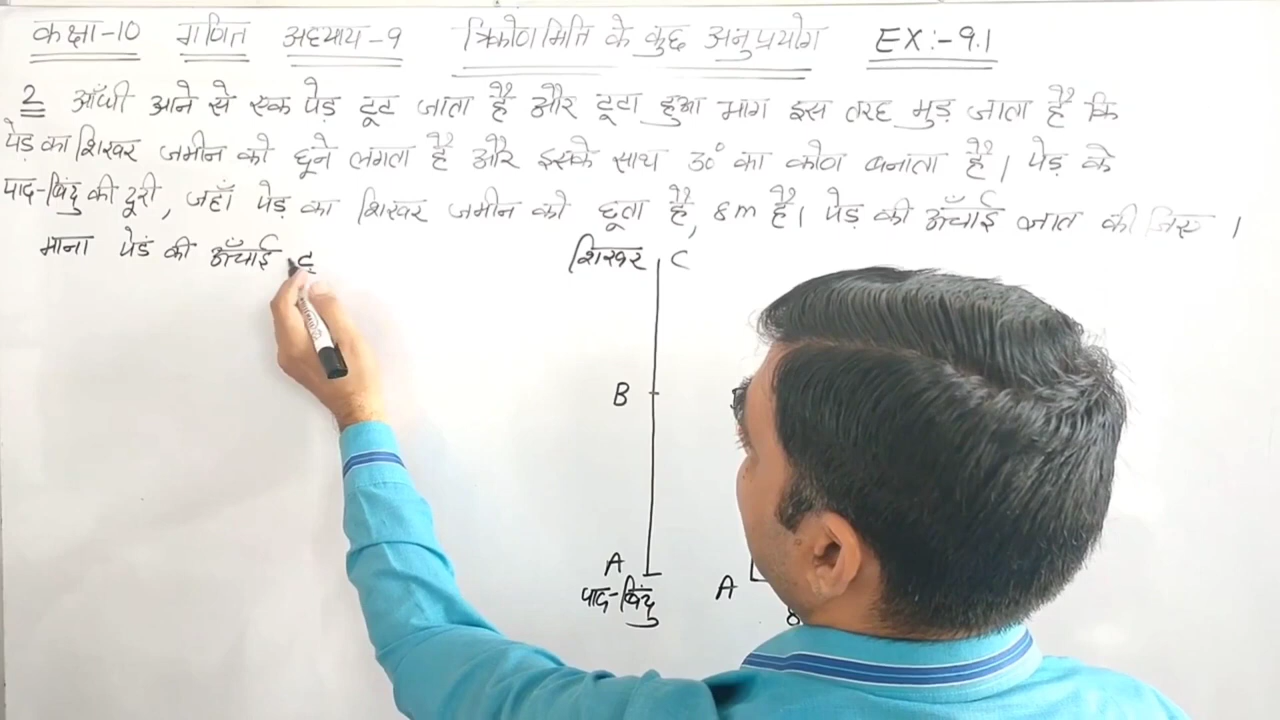 कक्षा-10 गणित अध्याय-9 त्रिकोणमिति के कुछ अनुप्रयोग EX:-9.1
2 आँधी आने से एक पेड़ टूट जाता है और टूटा हुआ भाग इस तरह मुड़ जाता है कि
पेड़ का शिखर जमीन को छूने लगता है और इसके साथ 30° का कोण बनाता है। पेड़ के
पाद-बिंदु की दूरी, जहाँ पेड़ का शिखर जमीन को छूता है, 8m है। पेड़ की ऊँचाई ज्ञात कीजिए।
माना पेडं की ऊँचाई
शिखर C
B
A
पाद-बिंदु
A
8